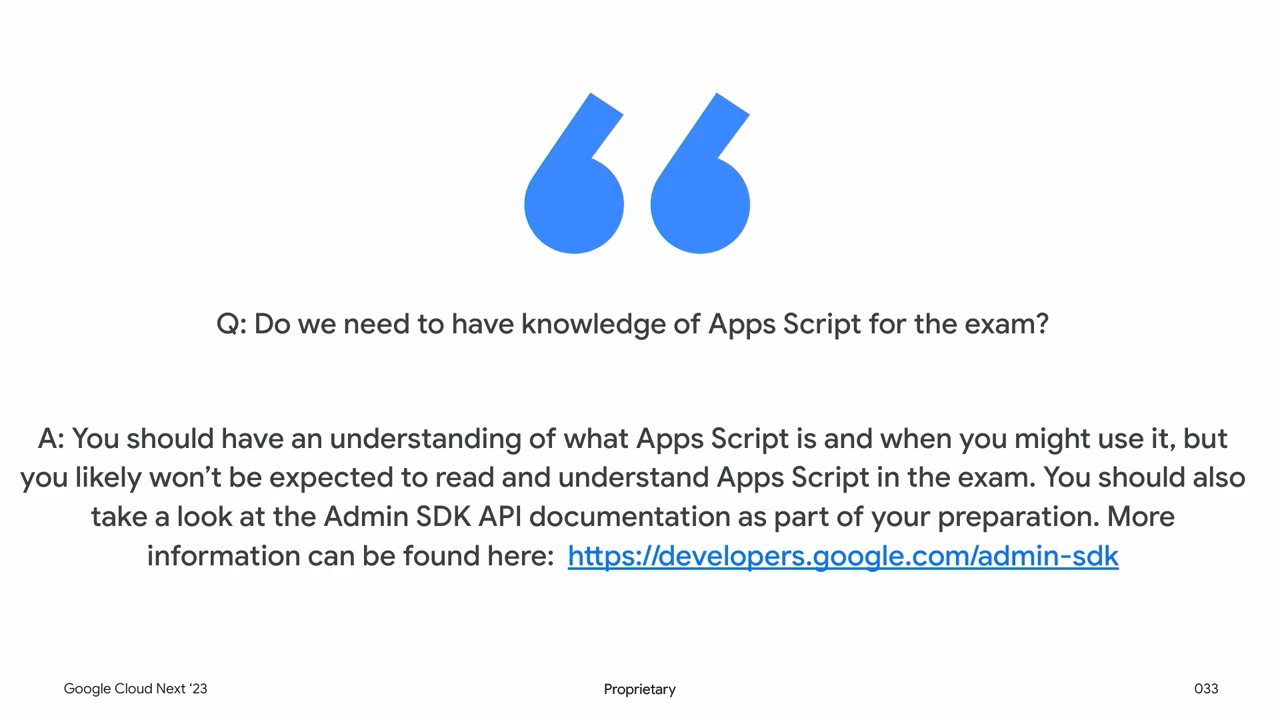 Q: Do we need to have knowledge of Apps Script for the exam?
A: You should have an understanding of what Apps Script is and when you might use it, but
you likely won’t be expected to read and understand Apps Script in the exam. You should also
take a look at the Admin SDK API documentation as part of your preparation. More
information can be found here:  https://developers.google.com/admin-sdk
Google Cloud Next ‘23
Proprietary
033